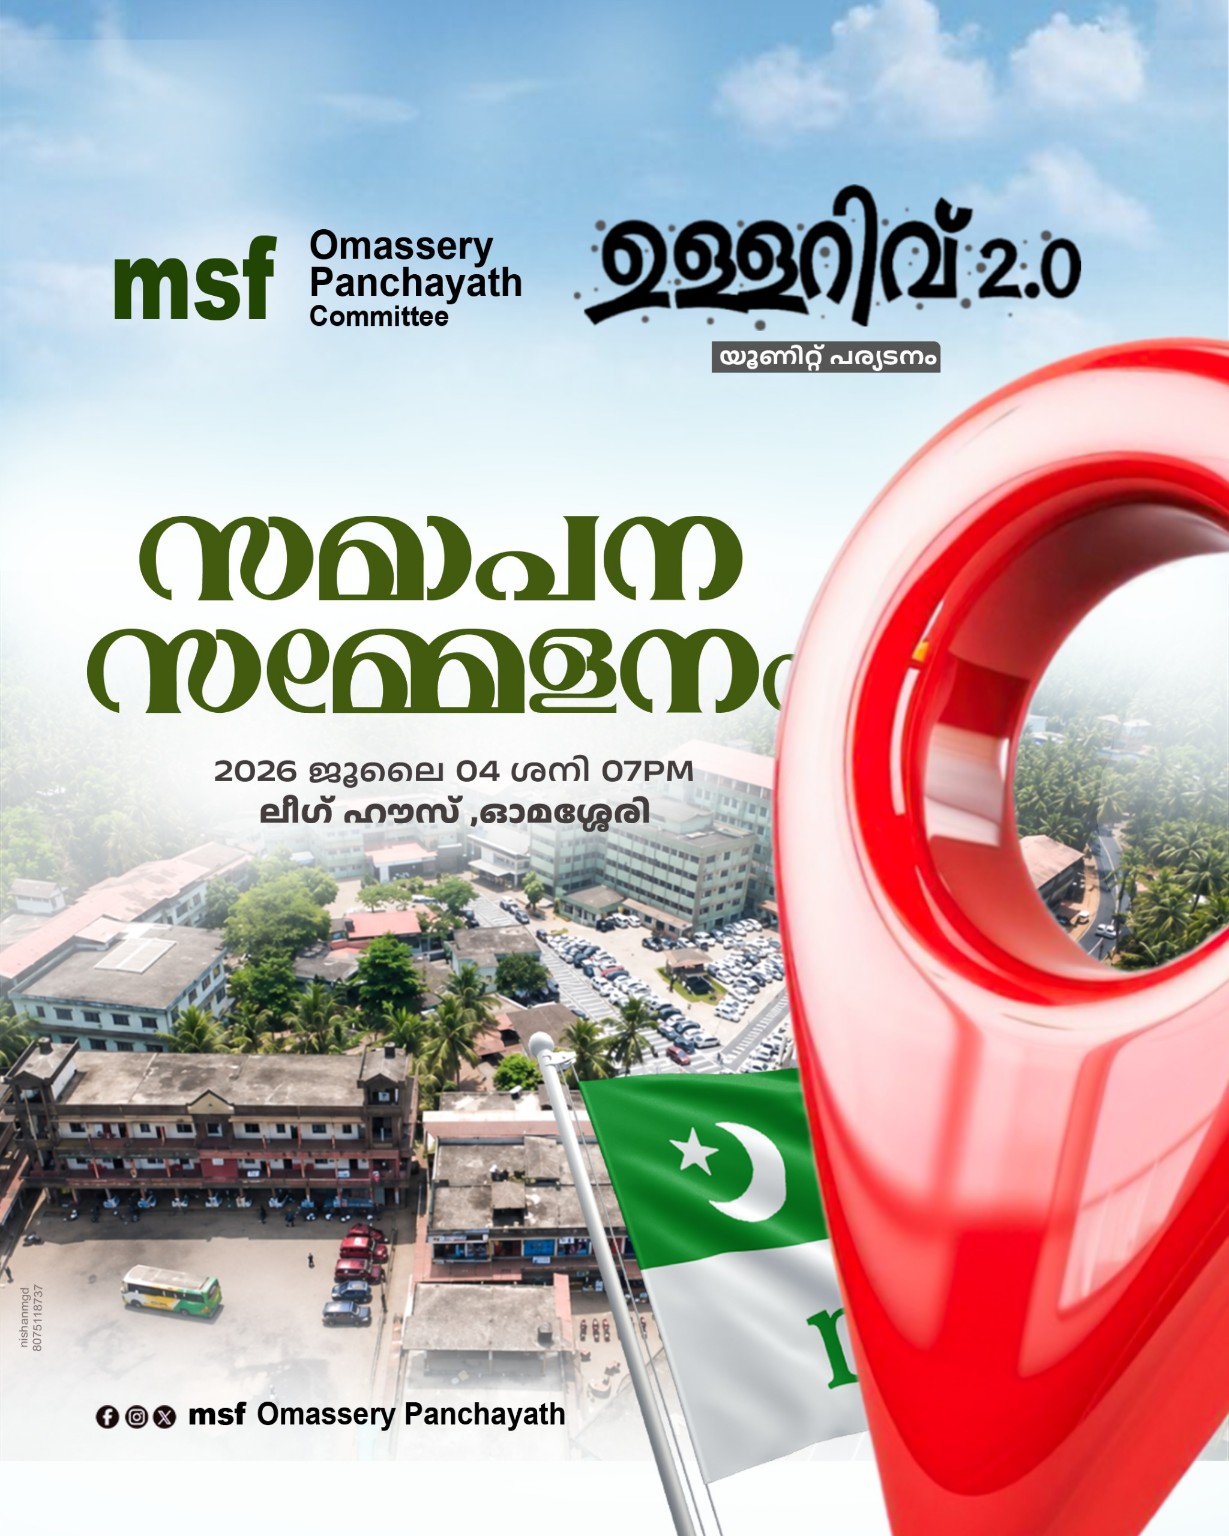 msf
Omassery
Panchayath
Committee
ഉള്ളറിവ് 2.0
യൂണിറ്റ് പര്യടനം
സമാപന
സമ്മേളനം
2026 ജൂലൈ 04 ശനി 07PM
ലീഗ് ഹൗസ് ,ഓമശ്ശേരി
nishanmgd
8075118737
msf Omassery Panchayath